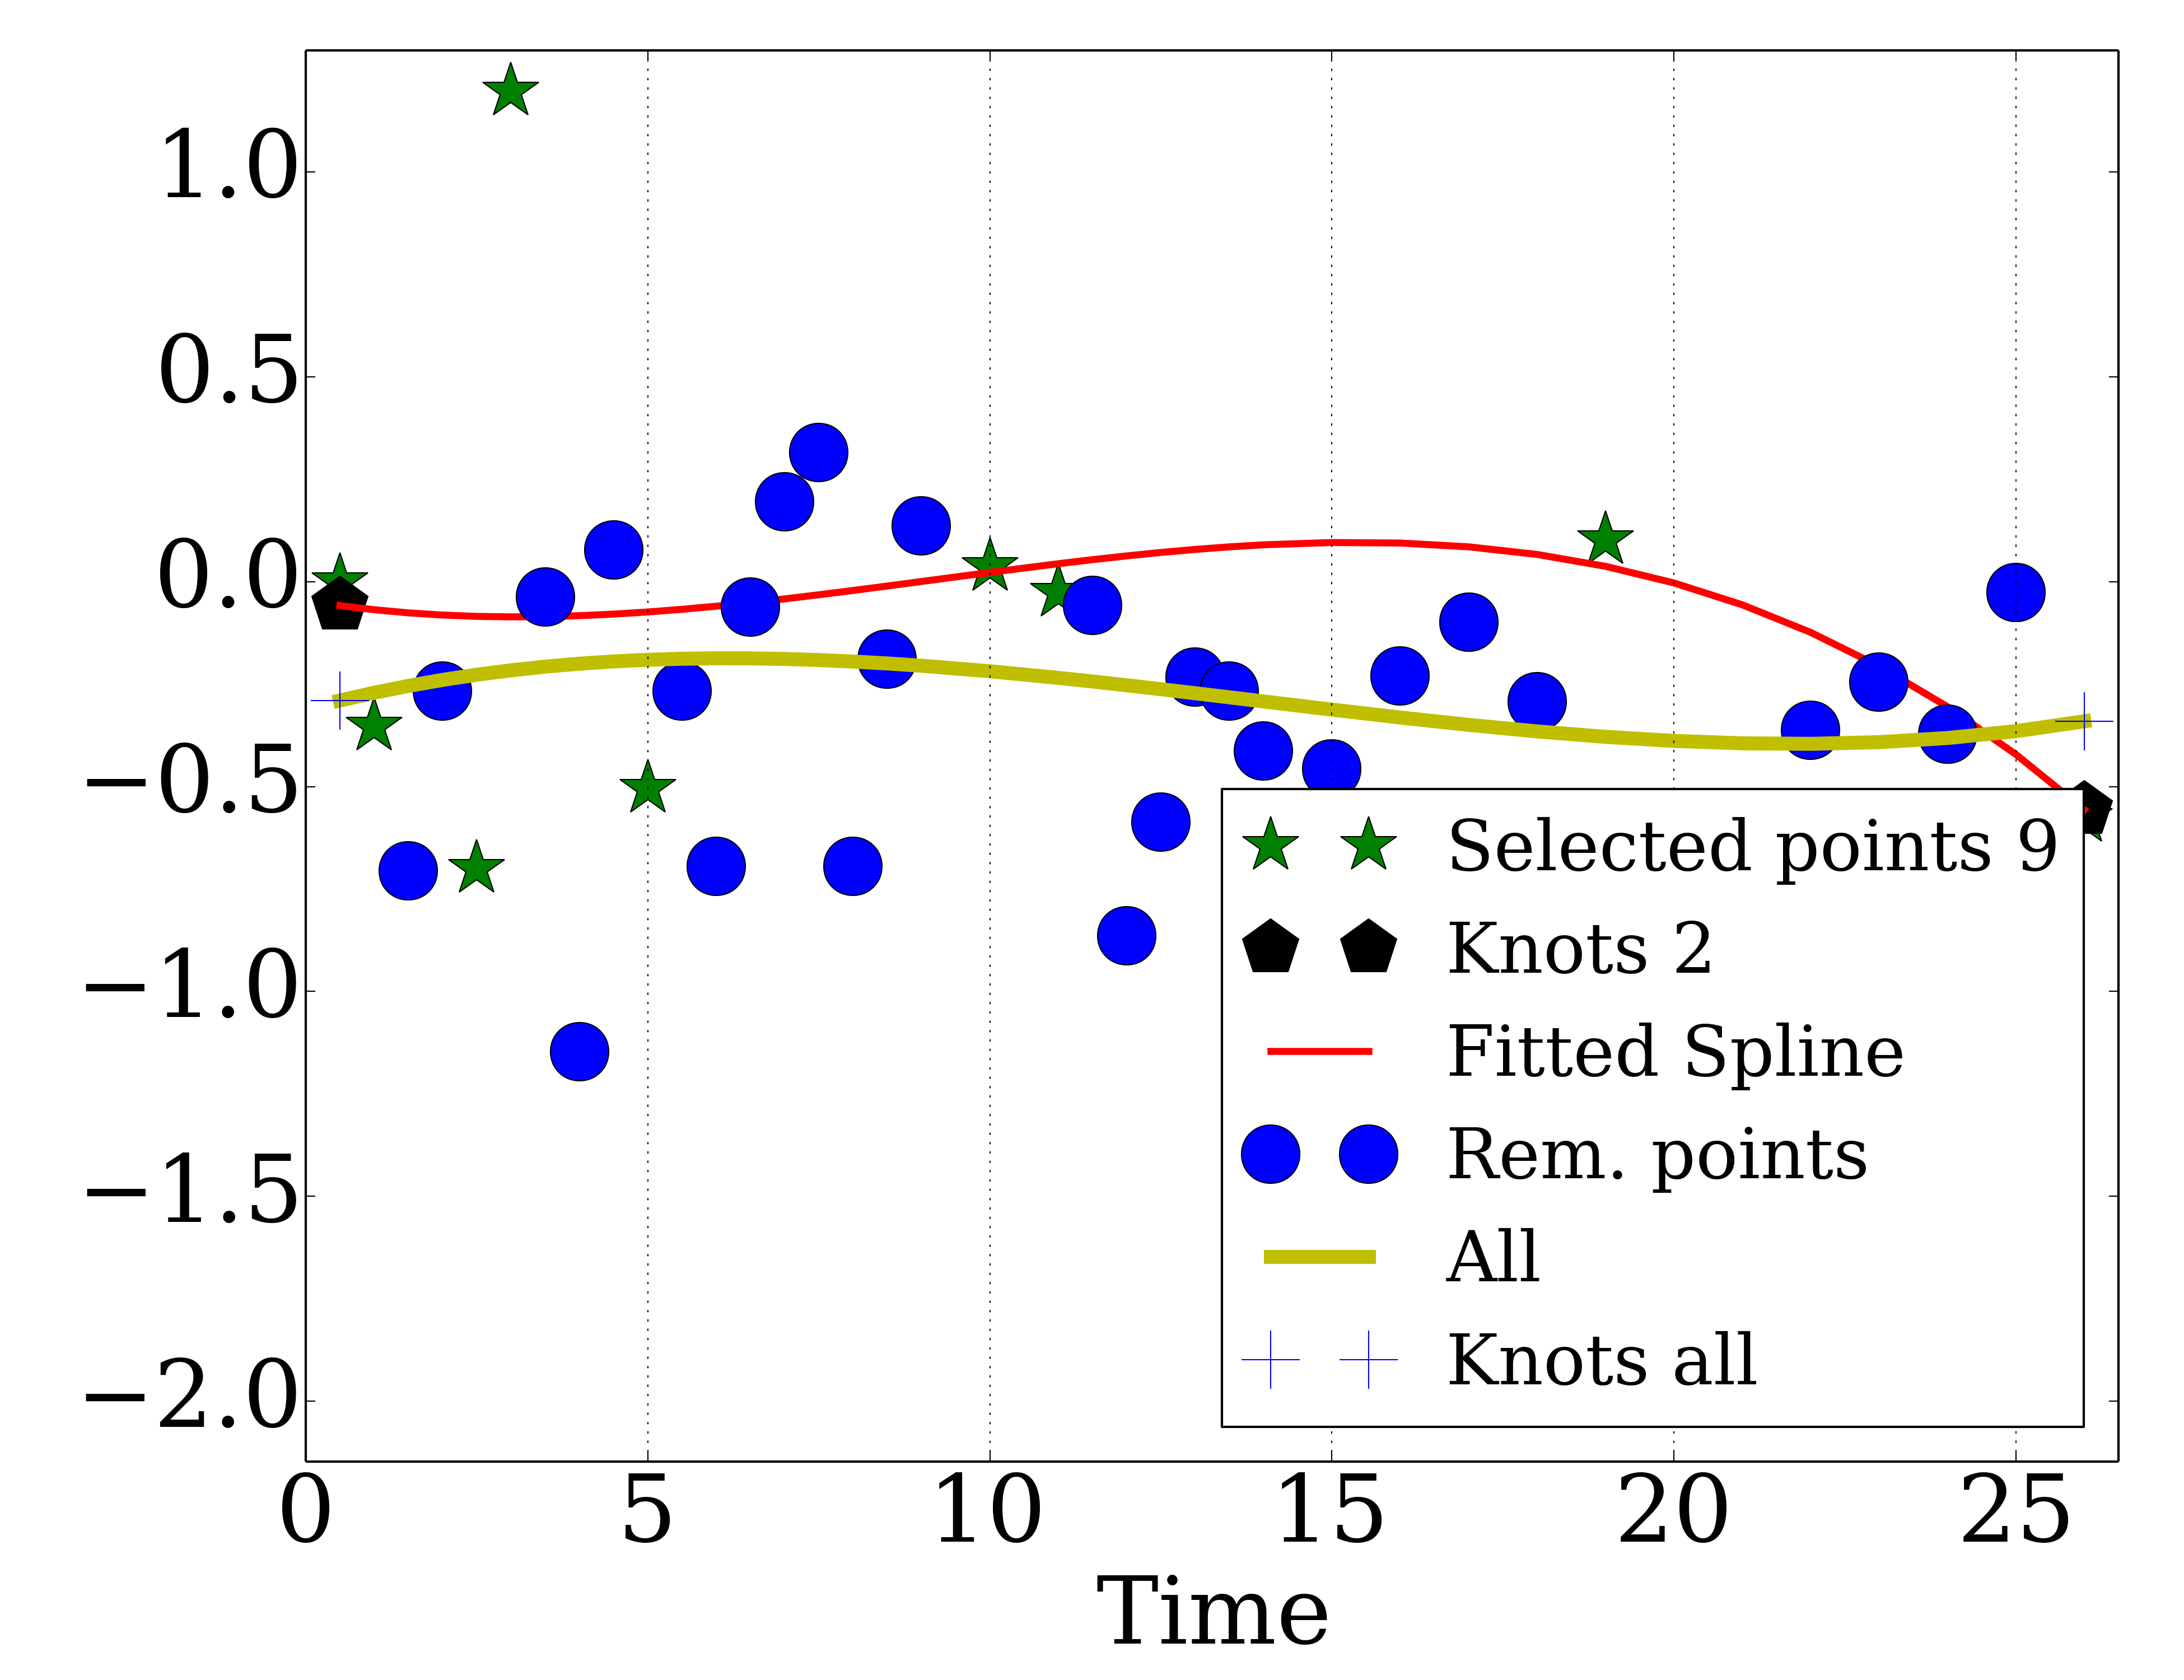 1.0
0.5
0.0
−0.5
−1.0
−1.5
−2.0
Selected points 9
Knots 2
Fitted Spline
Rem. points
All
Knots all
0 5 10 15 20 25
Time